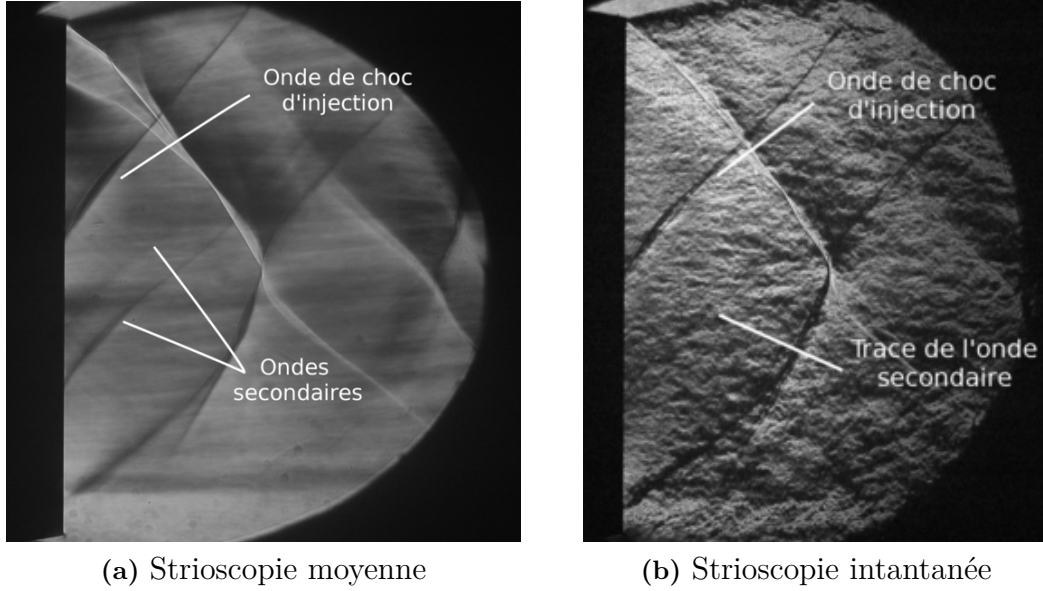 Onde de choc
d'injection
Ondes
secondaires
Onde de choc
d'injection
Trace de l'onde
secondaire
(a) Strioscopie moyenne
(b) Strioscopie intantanée